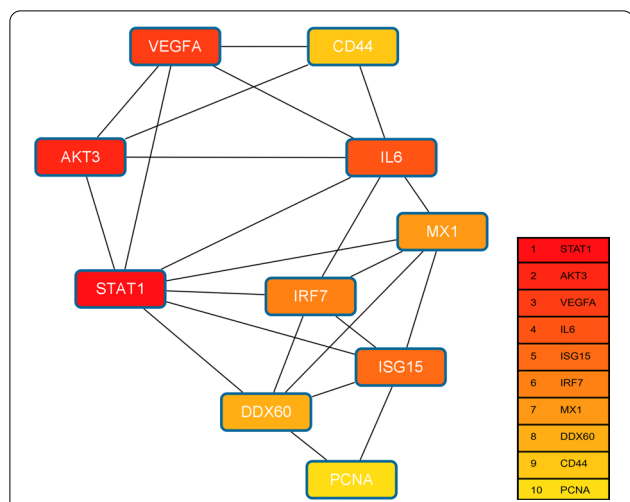 VEGFA
CD44
AKT3
IL6
MX1
STAT1
IRF7
ISG15
DDX60
PCNA
1 STAT1
2 AKT3
3 VEGFA
4 IL6
5 ISG15
6 IRF7
7 MX1
8 DDX60
9 CD44
10 PCNA